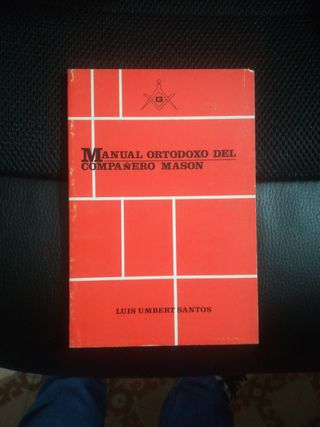 G
MANUAL ORTODOXO DEL
COMPAÑERO MASON
LUIS UMBERT SANTOS